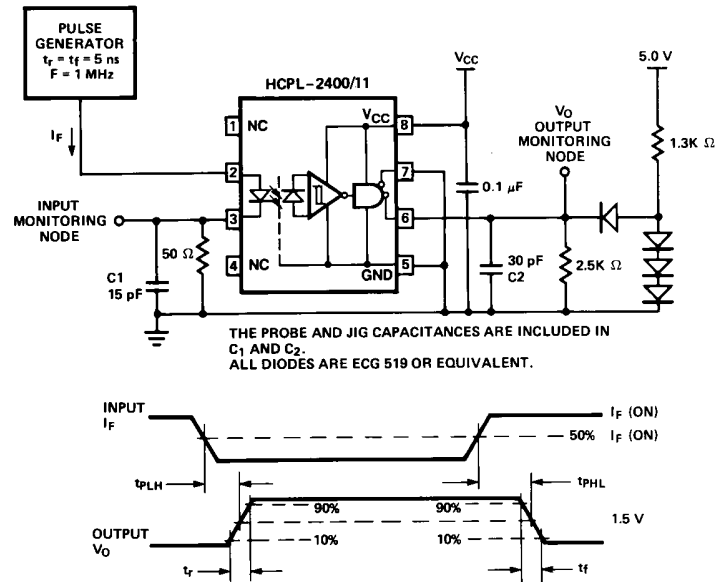 PULSE
GENERATOR
tr = tf = 5 ns
F = 1 MHz
HCPL-2400/11
VCC
5.0 V
IF
1 NC
VCC 8
VO
OUTPUT
MONITORING
NODE
1.3K Ω
2
7
0.1 μF
INPUT
MONITORING
NODE
3
6
50 Ω
4 NC
GND 5
30 pF
C2
2.5K Ω
C1
15 pF
THE PROBE AND JIG CAPACITANCES ARE INCLUDED IN
C1 AND C2.
ALL DIODES ARE ECG 519 OR EQUIVALENT.
INPUT
IF
IF (ON)
50% IF (ON)
tPLH
tPHL
90%
90%
1.5 V
OUTPUT
VO
10%
10%
tr
tf